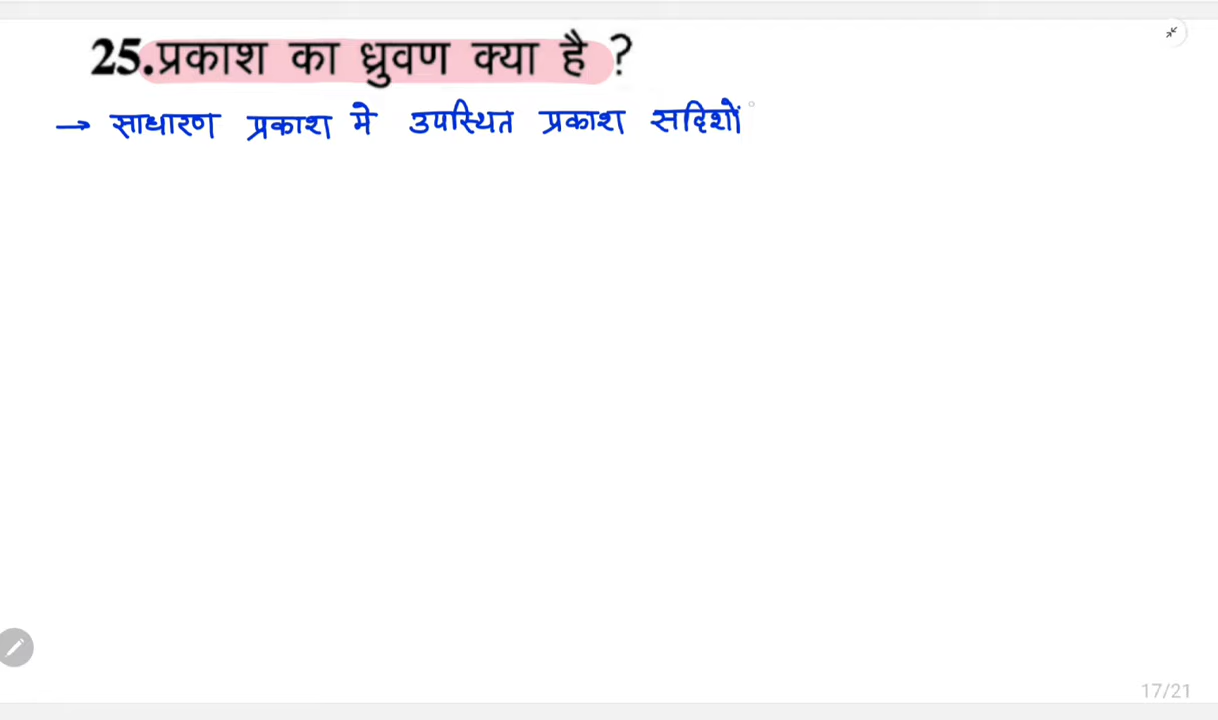 25.प्रकाश का ध्रुवण क्या है ?
→ साधारण प्रकाश मे उपस्थित प्रकाश सदिशों
17/21